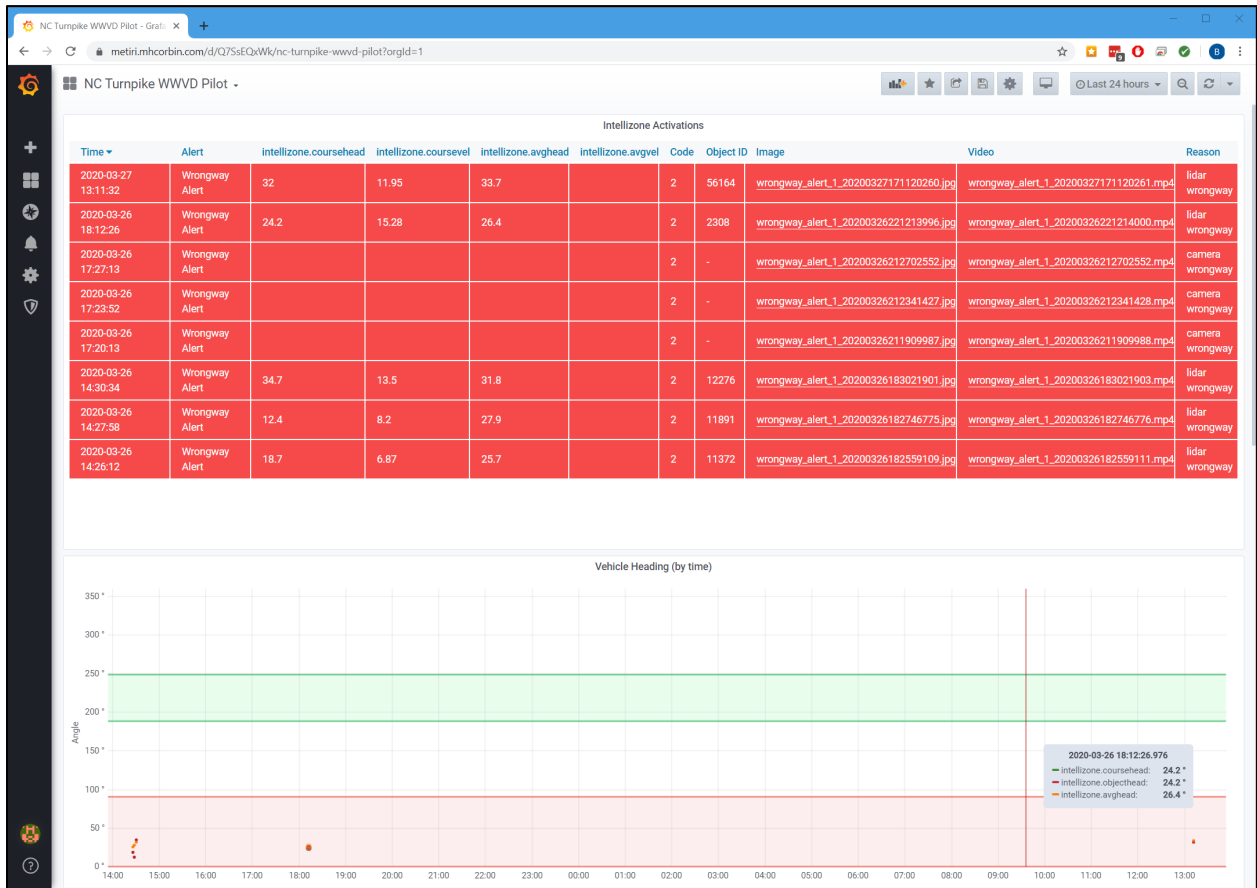 NC Turnpike WWVD Pilot - Grafa
metiri.mhcorbin.com/d/Q7SsEQxWk/nc-turnpike-wwvd-pilot?orgId=1
9
B
NC Turnpike WWVD Pilot
Last 24 hours
Intellizone Activations
Time Alert intellizone.coursehead intellizone.coursevel intellizone.avghead intellizone.avgvel Code Object ID Image Video Reason
2020-03-27 13:11:32 Wrongway Alert 32 11.95 33.7 2 56164 wrongway_alert_1_20200327171120260.jpg wrongway_alert_1_20200327171120261.mp4 lidar wrongway
2020-03-26 18:12:26 Wrongway Alert 24.2 15.28 26.4 2 2308 wrongway_alert_1_20200326221213996.jpg wrongway_alert_1_20200326221214000.mp4 lidar wrongway
2020-03-26 17:27:13 Wrongway Alert 2 - wrongway_alert_1_20200326212702552.jpg wrongway_alert_1_20200326212702552.mp4 camera wrongway
2020-03-26 17:23:52 Wrongway Alert 2 - wrongway_alert_1_20200326212341427.jpg wrongway_alert_1_20200326212341428.mp4 camera wrongway
2020-03-26 17:20:13 Wrongway Alert 2 - wrongway_alert_1_20200326211909987.jpg wrongway_alert_1_20200326211909988.mp4 camera wrongway
2020-03-26 14:30:34 Wrongway Alert 34.7 13.5 31.8 2 12276 wrongway_alert_1_20200326183021901.jpg wrongway_alert_1_20200326183021903.mp4 lidar wrongway
2020-03-26 14:27:58 Wrongway Alert 12.4 8.2 27.9 2 11891 wrongway_alert_1_20200326182746775.jpg wrongway_alert_1_20200326182746776.mp4 lidar wrongway
2020-03-26 14:26:12 Wrongway Alert 18.7 6.87 25.7 2 11372 wrongway_alert_1_20200326182559109.jpg wrongway_alert_1_20200326182559111.mp4 lidar wrongway
Vehicle Heading (by time)
Angle
350 °
300 °
250 °
200 °
150 °
100 °
50 °
0 °
2020-03-26 18:12:26.976
intellizone.coursehead: 24.2 °
intellizone.objecthead: 24.2 °
intellizone.avghead: 26.4 °
14:00 15:00 16:00 17:00 18:00 19:00 20:00 21:00 22:00 23:00 00:00 01:00 02:00 03:00 04:00 05:00 06:00 07:00 08:00 09:00 10:00 11:00 12:00 13:00